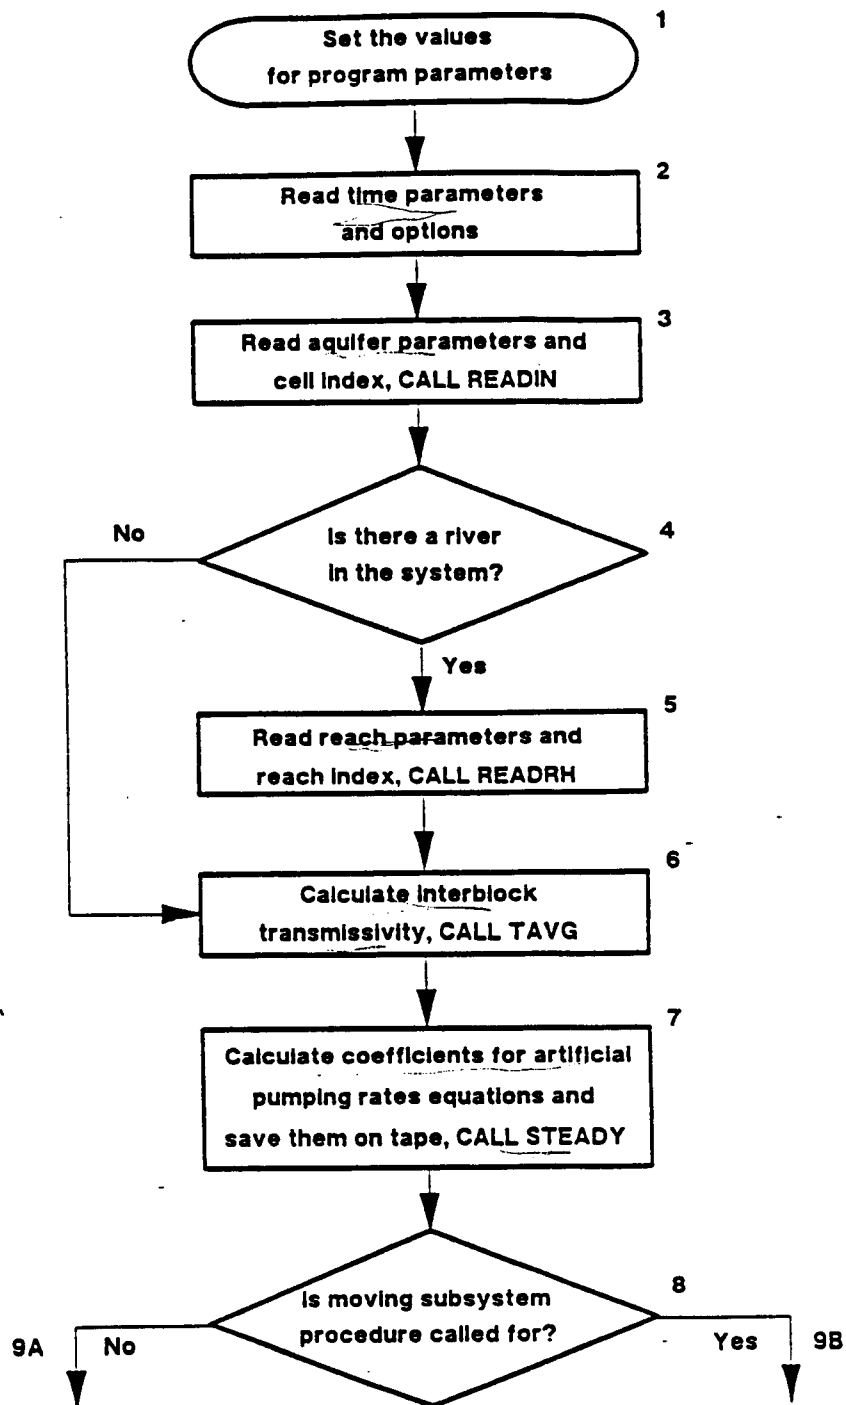 1
Set the values
for program parameters
2
Read time parameters
and options
3
Read aquifer parameters and
cell index, CALL READIN
4
No
Is there a river
in the system?
Yes
5
Read reach parameters and
reach index, CALL READRH
6
Calculate interblock
transmissivity, CALL TAVG
7
Calculate coefficients for artificial
pumping rates equations and
save them on tape, CALL STEADY
8
Is moving subsystem
procedure called for?
9A No
Yes 9B